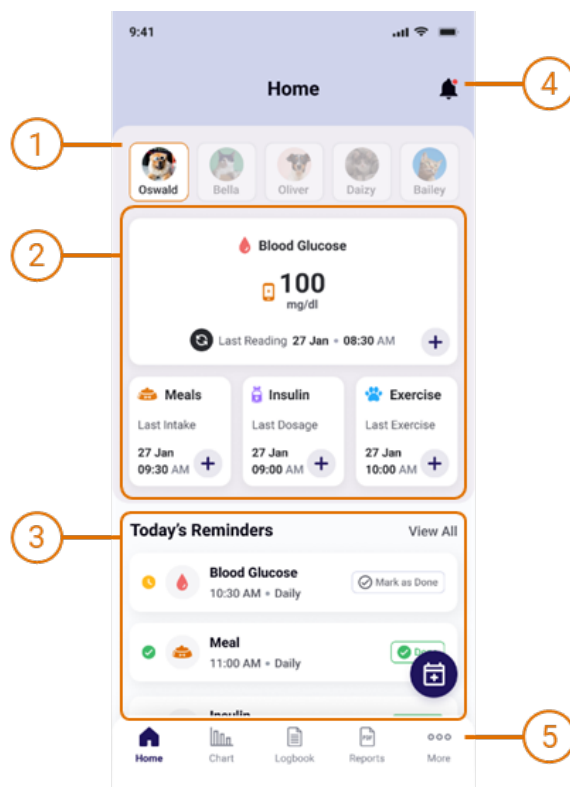 9:41
Home
4
1
Oswald
Bella
Oliver
Daizy
Bailey
2
Blood Glucose
100
mg/dl
Last Reading 27 Jan • 08:30 AM
Meals
Last Intake
27 Jan
09:30 AM
Insulin
Last Dosage
27 Jan
09:00 AM
Exercise
Last Exercise
27 Jan
10:00 AM
3
Today's Reminders
View All
Blood Glucose
10:30 AM • Daily
Mark as Done
Meal
11:00 AM • Daily
Insulin
Home
Chart
Logbook
PDF
Reports
More
5